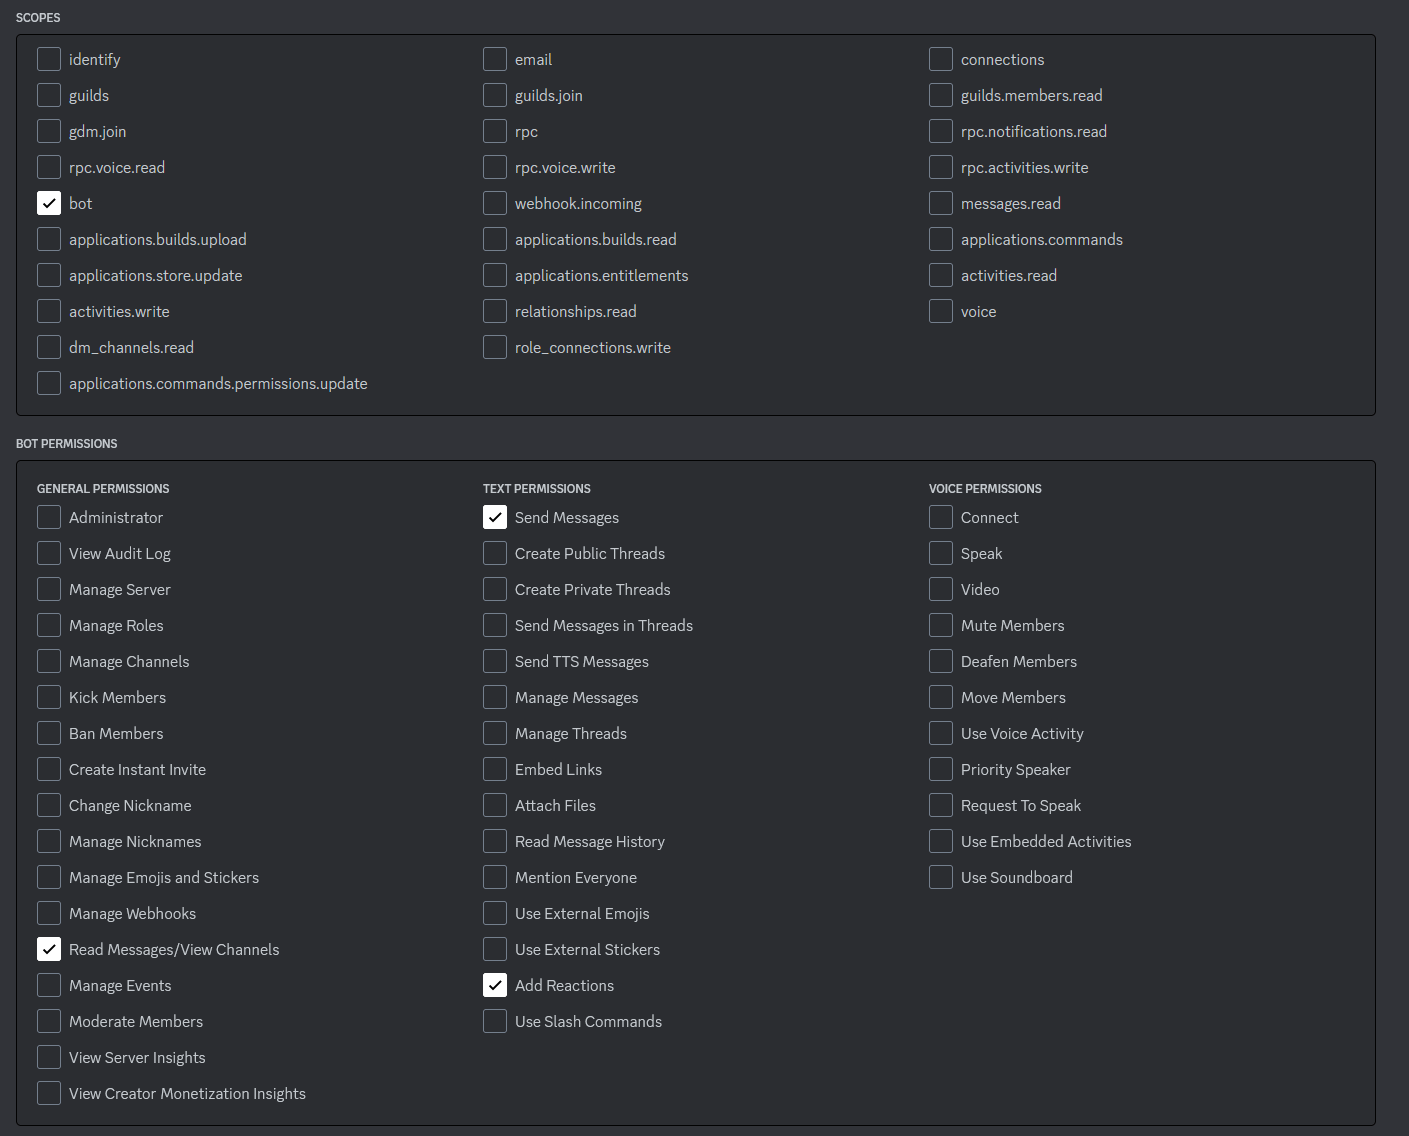 SCOPES
identify
email
connections
guilds
guilds.join
guilds.members.read
gdm.join
rpc
rpc.notifications.read
rpc.voice.read
rpc.voice.write
rpc.activities.write
bot
webhook.incoming
messages.read
applications.builds.upload
applications.builds.read
applications.commands
applications.store.update
applications.entitlements
activities.read
activities.write
relationships.read
voice
dm_channels.read
role_connections.write
applications.commands.permissions.update
BOT PERMISSIONS
GENERAL PERMISSIONS
Administrator
View Audit Log
Manage Server
Manage Roles
Manage Channels
Kick Members
Ban Members
Create Instant Invite
Change Nickname
Manage Nicknames
Manage Emojis and Stickers
Manage Webhooks
Read Messages/View Channels
Manage Events
Moderate Members
View Server Insights
View Creator Monetization Insights
TEXT PERMISSIONS
Send Messages
Create Public Threads
Create Private Threads
Send Messages in Threads
Send TTS Messages
Manage Messages
Manage Threads
Embed Links
Attach Files
Read Message History
Mention Everyone
Use External Emojis
Use External Stickers
Add Reactions
Use Slash Commands
VOICE PERMISSIONS
Connect
Speak
Video
Mute Members
Deafen Members
Move Members
Use Voice Activity
Priority Speaker
Request To Speak
Use Embedded Activities
Use Soundboard